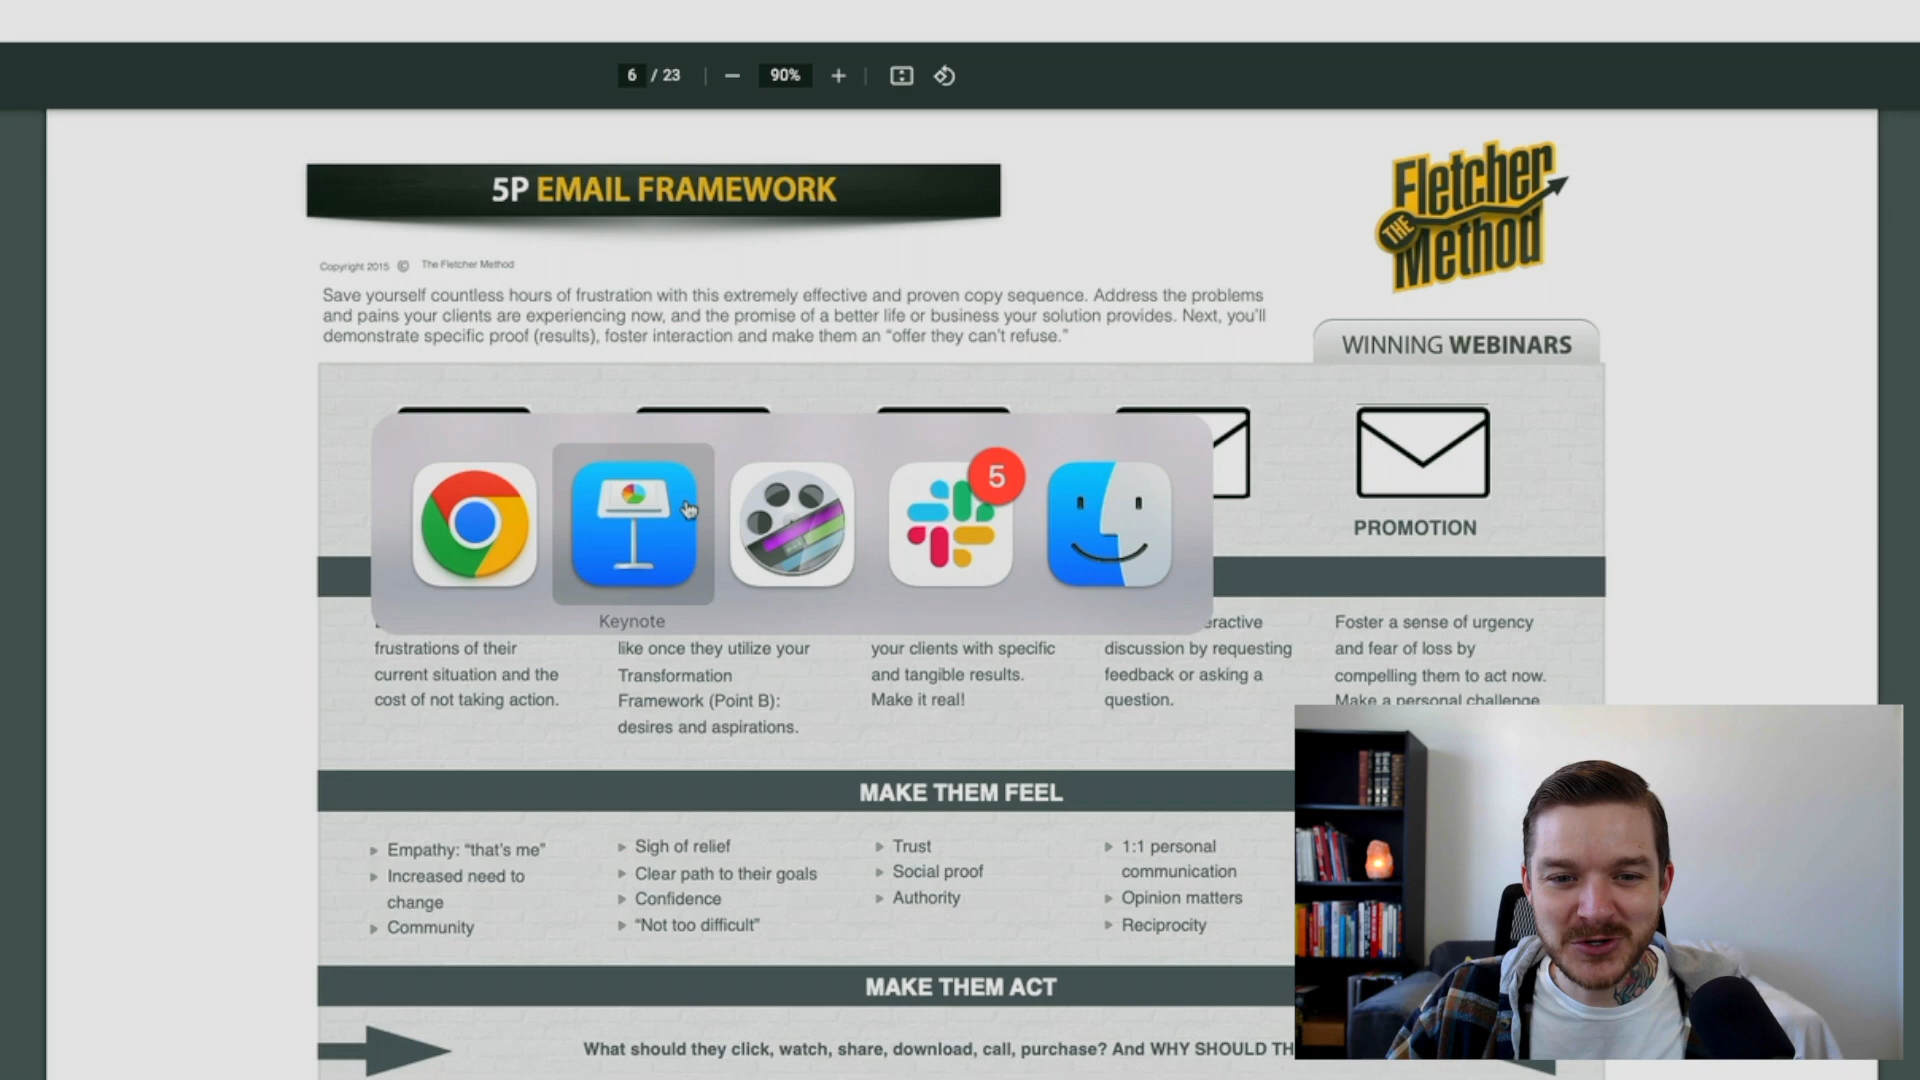 6 / 23
90%
5P EMAIL FRAMEWORK
Fletcher
THE
Method
Copyright 2015 © The Fletcher Method
Save yourself countless hours of frustration with this extremely effective and proven copy sequence. Address the problems
and pains your clients are experiencing now, and the promise of a better life or business your solution provides. Next, you'll
demonstrate specific proof (results), foster interaction and make them an “offer they can't refuse.”
WINNING WEBINARS
5
PROMOTION
Keynote
frustrations of their
current situation and the
cost of not taking action.
like once they utilize your
Transformation
Framework (Point B):
desires and aspirations.
your clients with specific
and tangible results.
Make it real!
discussion by requesting
feedback or asking a
question.
Foster a sense of urgency
and fear of loss by
compelling them to act now.
Make a personal challenge
MAKE THEM FEEL
Empathy: “that's me”
Increased need to
change
Community
Sigh of relief
Clear path to their goals
Confidence
“Not too difficult”
Trust
Social proof
Authority
1:1 personal
communication
Opinion matters
Reciprocity
MAKE THEM ACT
What should they click, watch, share, download, call, purchase? And WHY SHOULD TH